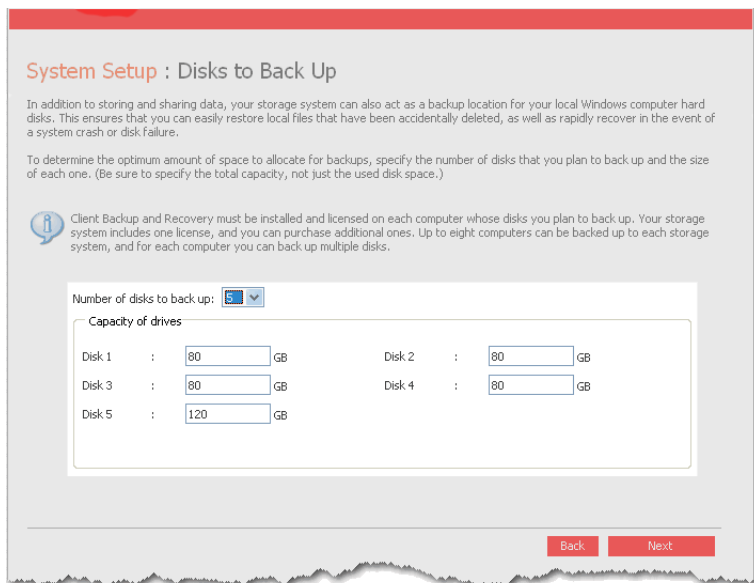 System Setup : Disks to Back Up
In addition to storing and sharing data, your storage system can also act as a backup location for your local Windows computer hard
disks. This ensures that you can easily restore local files that have been accidentally deleted, as well as rapidly recover in the event of
a system crash or disk failure.
To determine the optimum amount of space to allocate for backups, specify the number of disks that you plan to back up and the size
of each one. (Be sure to specify the total capacity, not just the used disk space.)
Client Backup and Recovery must be installed and licensed on each computer whose disks you plan to back up. Your storage
system includes one license, and you can purchase additional ones. Up to eight computers can be backed up to each storage
system, and for each computer you can back up multiple disks.
Number of disks to back up: 5
Capacity of drives
Disk 1 : 80 GB Disk 2 : 80 GB
Disk 3 : 80 GB Disk 4 : 80 GB
Disk 5 : 120 GB
Back Next